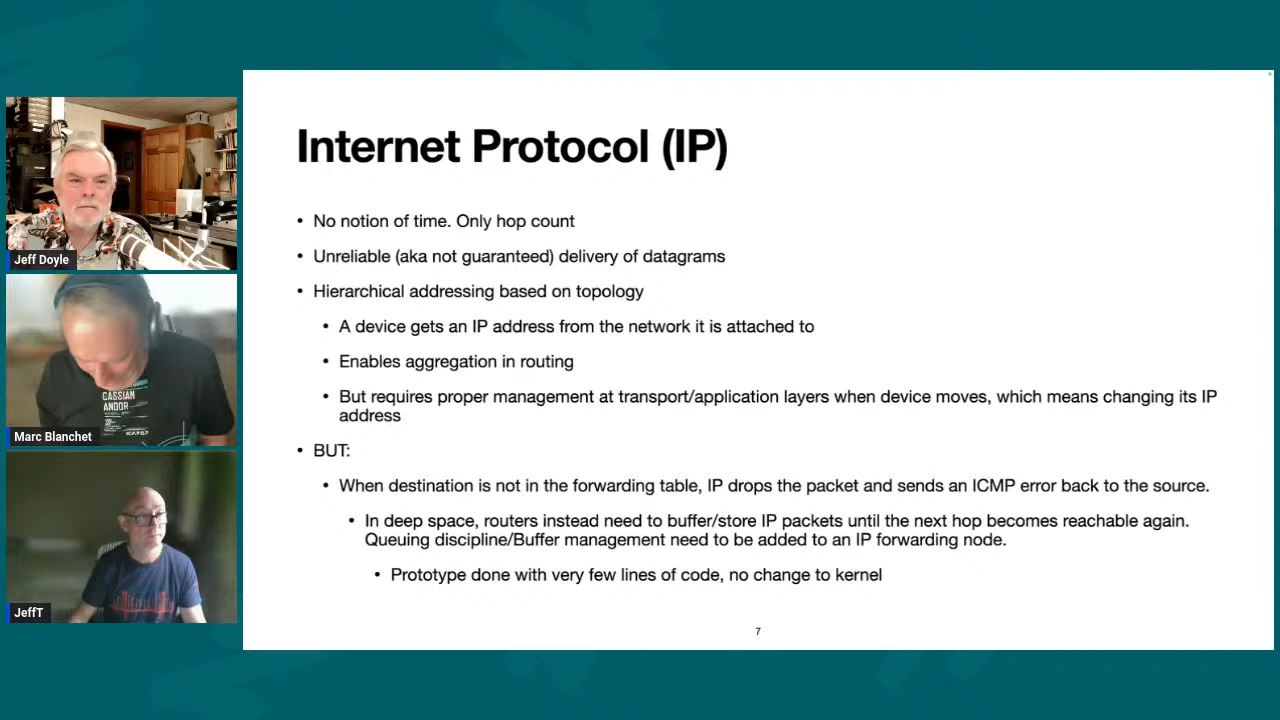 Internet Protocol (IP)
• No notion of time. Only hop count
• Unreliable (aka not guaranteed) delivery of datagrams
• Hierarchical addressing based on topology
• A device gets an IP address from the network it is attached to
• Enables aggregation in routing
• But requires proper management at transport/application layers when device moves, which means changing its IP
address
• BUT:
• When destination is not in the forwarding table, IP drops the packet and sends an ICMP error back to the source.
• In deep space, routers instead need to buffer/store IP packets until the next hop becomes reachable again.
Queuing discipline/Buffer management need to be added to an IP forwarding node.
• Prototype done with very few lines of code, no change to kernel
7
Jeff Doyle
CASSIAN
ANDOR
Marc Blanchet
JeffT